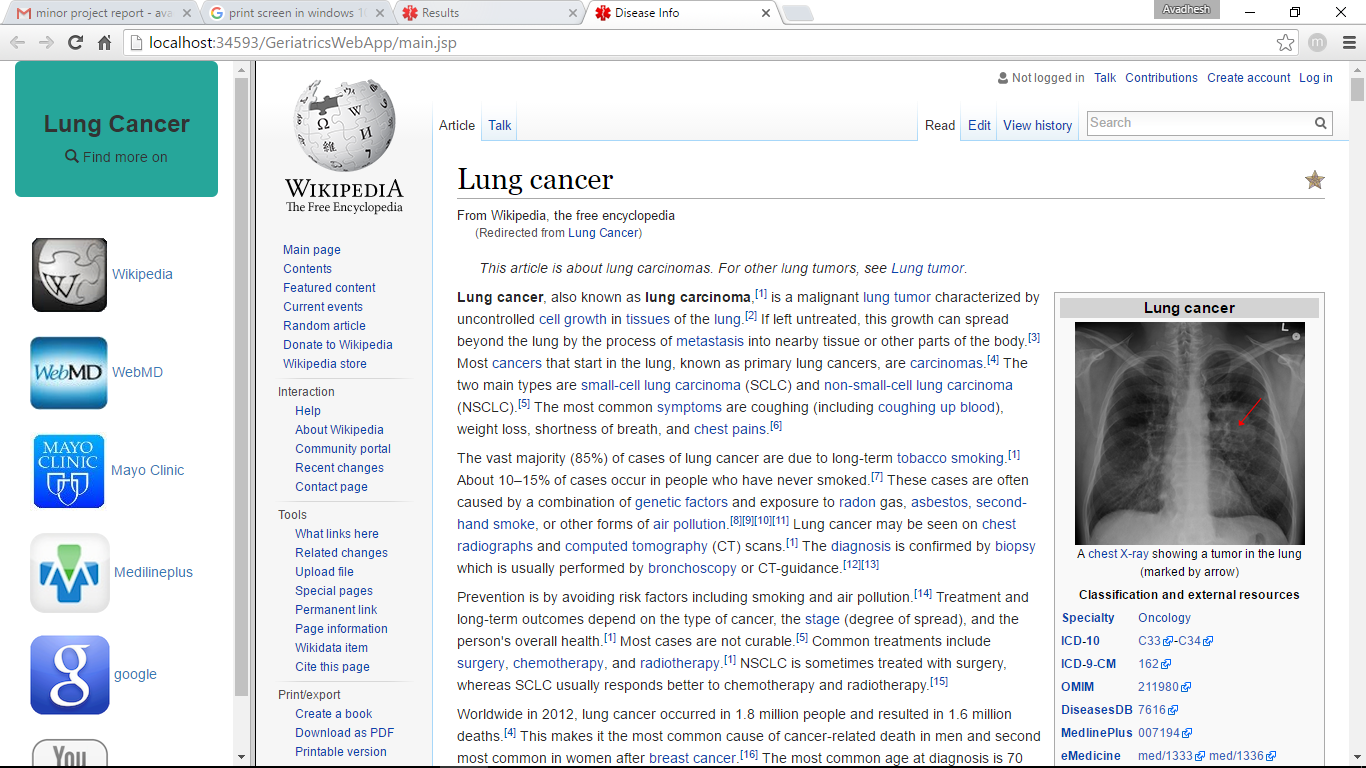 minor project report - ava
print screen in windows 1
Results
Disease Info
Avadhesh
localhost:34593/GeriatricsWebApp/main.jsp
m
Lung Cancer
Find more on
W
Wikipedia
WebMD
WebMD
MAYO
CLINIC
Mayo Clinic
Medilineplus
g
google
You
WIKIPEDIA
The Free Encyclopedia
Main page
Contents
Featured content
Current events
Random article
Donate to Wikipedia
Wikipedia store
Interaction
Help
About Wikipedia
Community portal
Recent changes
Contact page
Tools
What links here
Related changes
Upload file
Special pages
Permanent link
Page information
Wikidata item
Cite this page
Print/export
Create a book
Download as PDF
Printable version
Not logged in Talk Contributions Create account Log in
Article Talk
Read Edit View history
Search
Lung cancer
From Wikipedia, the free encyclopedia
(Redirected from Lung Cancer)
This article is about lung carcinomas. For other lung tumors, see Lung tumor.
Lung cancer, also known as lung carcinoma,[1] is a malignant lung tumor characterized by
uncontrolled cell growth in tissues of the lung.[2] If left untreated, this growth can spread
beyond the lung by the process of metastasis into nearby tissue or other parts of the body.[3]
Most cancers that start in the lung, known as primary lung cancers, are carcinomas.[4] The
two main types are small-cell lung carcinoma (SCLC) and non-small-cell lung carcinoma
(NSCLC).[5] The most common symptoms are coughing (including coughing up blood),
weight loss, shortness of breath, and chest pains.[6]
The vast majority (85%) of cases of lung cancer are due to long-term tobacco smoking.[1]
About 10–15% of cases occur in people who have never smoked.[7] These cases are often
caused by a combination of genetic factors and exposure to radon gas, asbestos, second-
hand smoke, or other forms of air pollution.[8][9][10][11] Lung cancer may be seen on chest
radiographs and computed tomography (CT) scans.[1] The diagnosis is confirmed by biopsy
which is usually performed by bronchoscopy or CT-guidance.[12][13]
Prevention is by avoiding risk factors including smoking and air pollution.[14] Treatment and
long-term outcomes depend on the type of cancer, the stage (degree of spread), and the
person's overall health.[1] Most cases are not curable.[5] Common treatments include
surgery, chemotherapy, and radiotherapy.[1] NSCLC is sometimes treated with surgery,
whereas SCLC usually responds better to chemotherapy and radiotherapy.[15]
Worldwide in 2012, lung cancer occurred in 1.8 million people and resulted in 1.6 million
deaths.[4] This makes it the most common cause of cancer-related death in men and second
most common in women after breast cancer.[16] The most common age at diagnosis is 70
Lung cancer
L
A chest X-ray showing a tumor in the lung
(marked by arrow)
Classification and external resources
Specialty Oncology
ICD-10 C33-C34
ICD-9-CM 162
OMIM 211980
DiseasesDB 7616
MedlinePlus 007194
eMedicine med/1333 med/1336